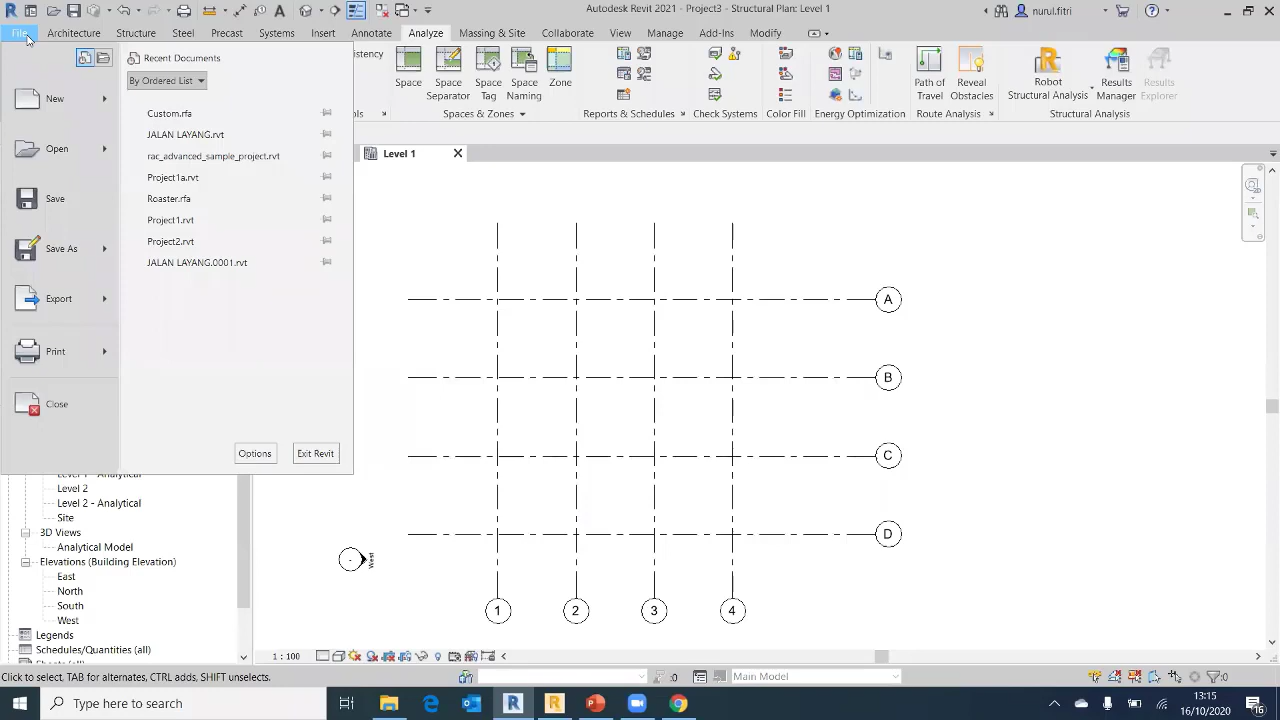 Autodesk Revit 2021 - Project3 - Structural Plan: Level 1
nurul.fitri
File
Architecture
Structure
Steel
Precast
Systems
Insert
Annotate
Analyze
Massing & Site
Collaborate
View
Manage
Add-Ins
Modify
Recent Documents
By Ordered List
New
Open
Save
Save As
Export
Print
Close
Custom.rfa
JALAN LAYANG.rvt
rac_advanced_sample_project.rvt
Project1a.rvt
Roaster.rfa
Project1.rvt
Project2.rvt
JALAN LAYANG.0001.rvt
Options
Exit Revit
Space
Space
Separator
Space
Tag
Space
Naming
Zone
Path of
Travel
Reveal
Obstacles
Robot
Structural Analysis
Results
Manager
Results
Explorer
Spaces & Zones
Reports & Schedules
Check Systems
Color Fill
Energy Optimization
Route Analysis
Structural Analysis
Level 1
A
B
C
D
1
2
3
4
West
Level 2
Level 2 - Analytical
Site
3D Views
Analytical Model
Elevations (Building Elevation)
East
North
South
West
Legends
Schedules/Quantities (all)
1 : 100
Click to select, TAB for alternates, CTRL adds, SHIFT unselects.
:0
Main Model
:0
Type here to search
13:15
16/10/2020
16